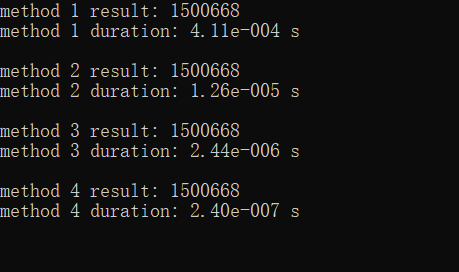 method 1 result: 1500668
method 1 duration: 4.11e-004 s
method 2 result: 1500668
method 2 duration: 1.26e-005 s
method 3 result: 1500668
method 3 duration: 2.44e-006 s
method 4 result: 1500668
method 4 duration: 2.40e-007 s